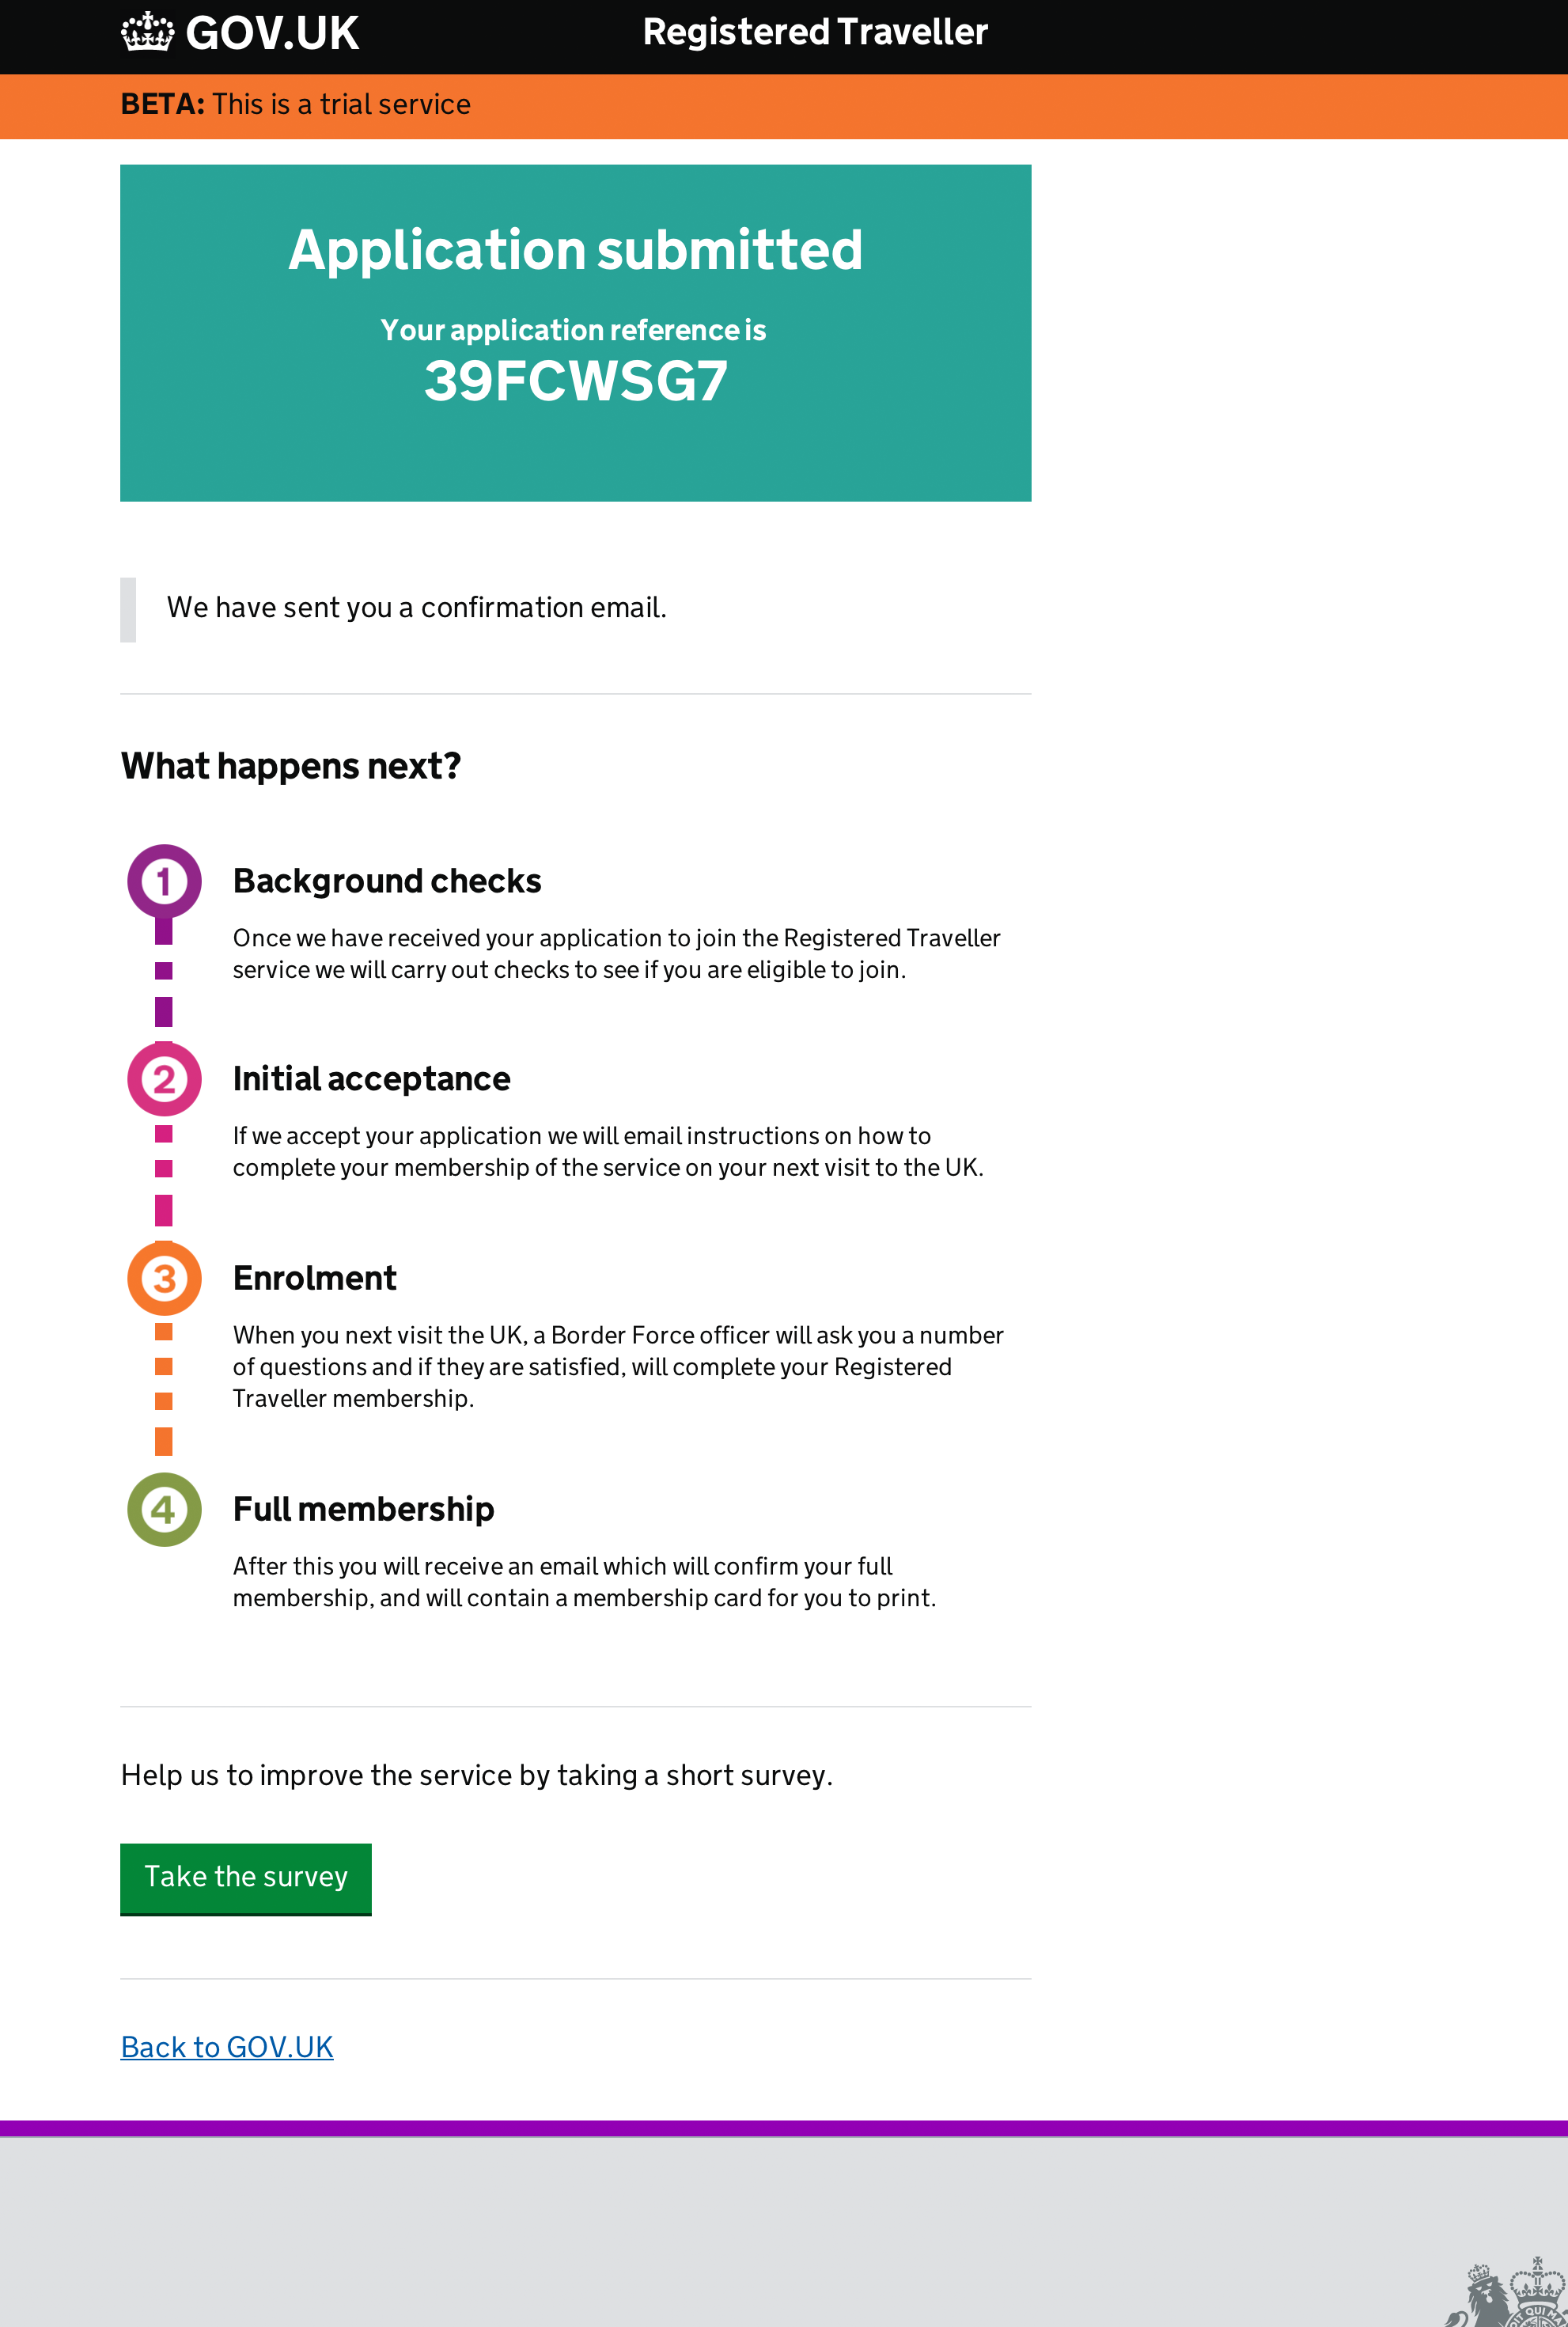 GOV.UK
Registered Traveller
BETA: This is a trial service
Application submitted
Your application reference is
39FCWSG7
We have sent you a confirmation email.
What happens next?
1
Background checks
Once we have received your application to join the Registered Traveller
service we will carry out checks to see if you are eligible to join.
2
Initial acceptance
If we accept your application we will email instructions on how to
complete your membership of the service on your next visit to the UK.
3
Enrolment
When you next visit the UK, a Border Force officer will ask you a number
of questions and if they are satisfied, will complete your Registered
Traveller membership.
4
Full membership
After this you will receive an email which will confirm your full
membership, and will contain a membership card for you to print.
Help us to improve the service by taking a short survey.
Take the survey
Back to GOV.UK